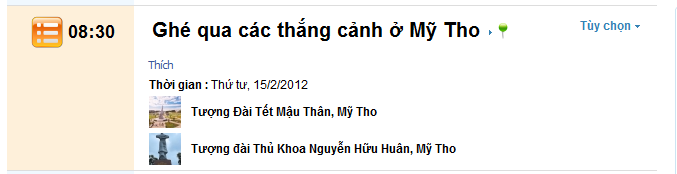 08:30 Ghé qua các thắng cảnh ở Mỹ Tho Tùy chọn
Thích
Thời gian : Thứ tư, 15/2/2012
Tượng Đài Tết Mậu Thân, Mỹ Tho
Tượng đài Thủ Khoa Nguyễn Hữu Huân, Mỹ Tho